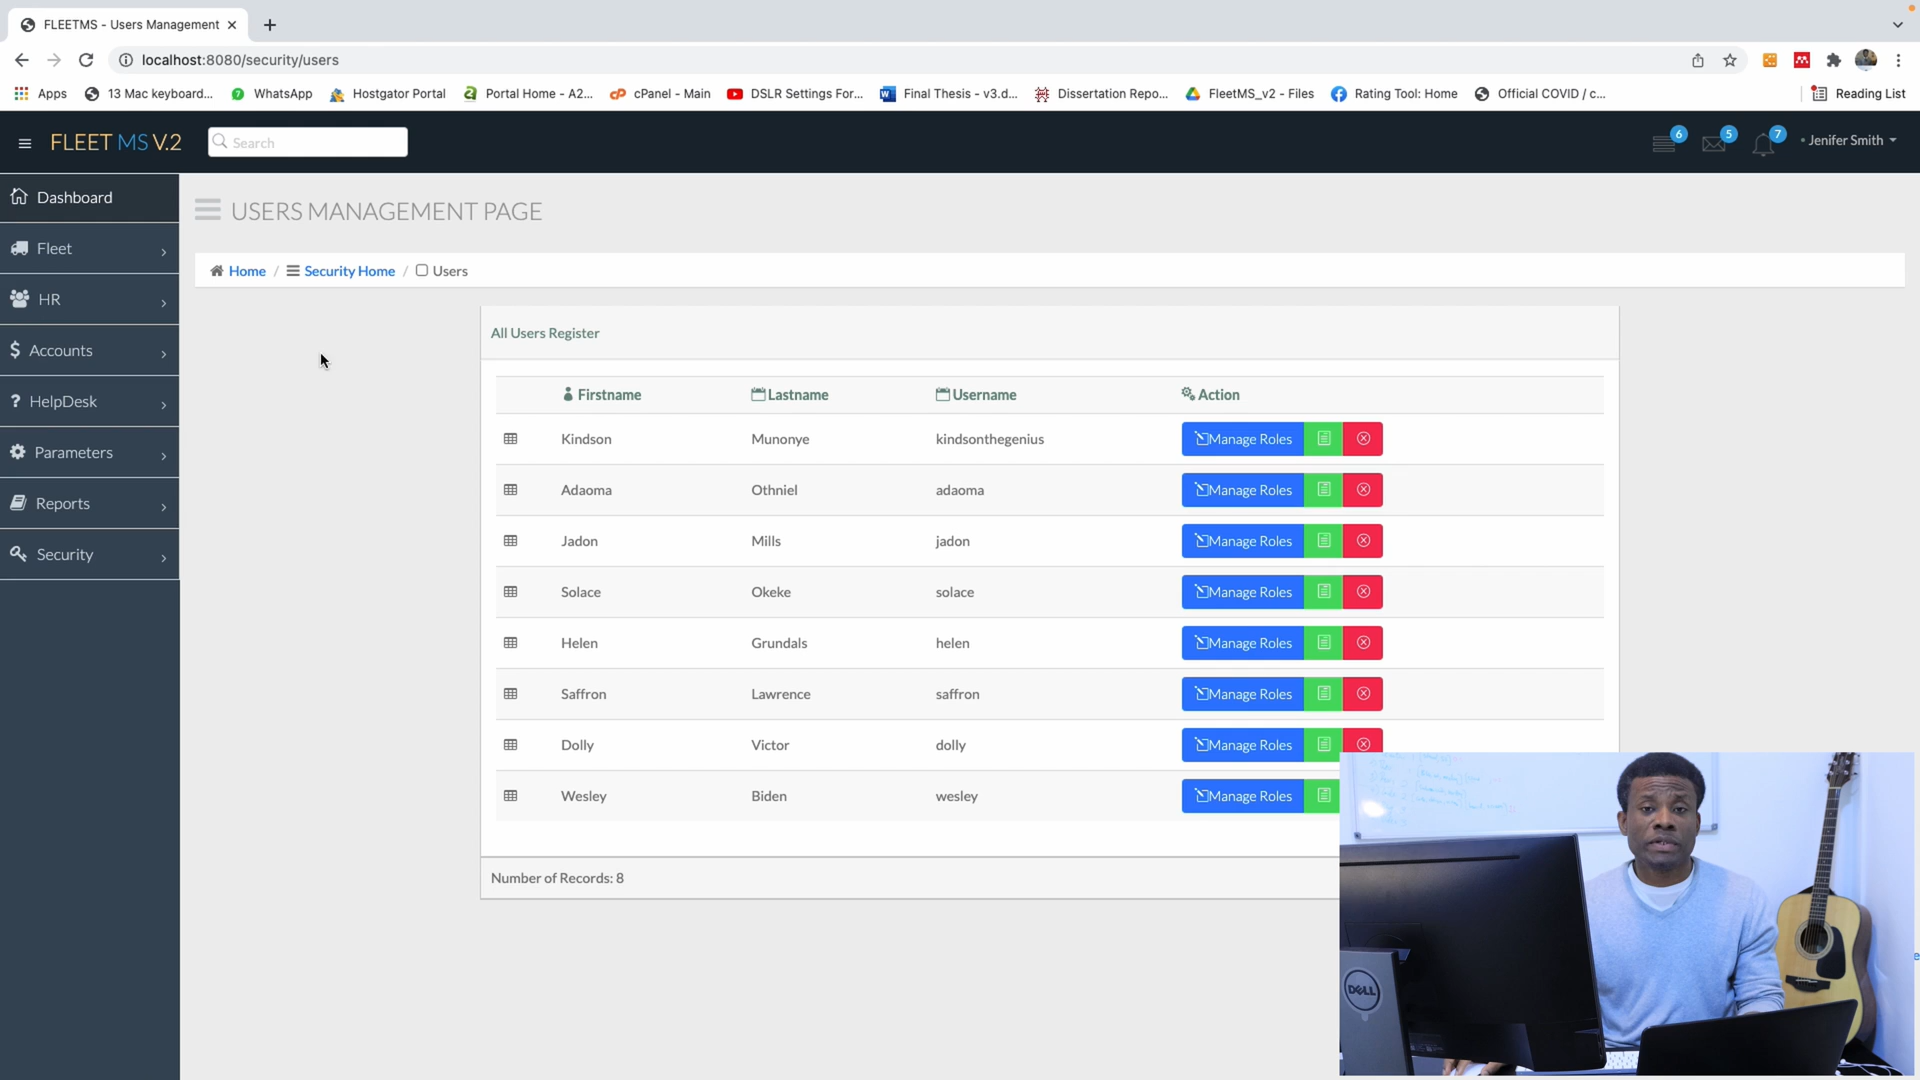 FLEETMS - Users Management
localhost:8080/security/users
Apps 13 Mac keyboard... WhatsApp Hostgator Portal Portal Home - A2... cPanel - Main DSLR Settings For... Final Thesis - v3.d... Dissertation Repo... FleetMS_v2 - Files Rating Tool: Home Official COVID / c... Reading List
FLEET MS V.2 Search 6 5 7 Jenifer Smith
Dashboard
Fleet
HR
Accounts
HelpDesk
Parameters
Reports
Security
USERS MANAGEMENT PAGE
Home / Security Home / Users
All Users Register
Firstname Lastname Username Action
Kindson Munonye kindsonthegenius Manage Roles
Adaoma Othniel adaoma Manage Roles
Jadon Mills jadon Manage Roles
Solace Okeke solace Manage Roles
Helen Grundals helen Manage Roles
Saffron Lawrence saffron Manage Roles
Dolly Victor dolly Manage Roles
Wesley Biden wesley Manage Roles
Number of Records: 8
DELL